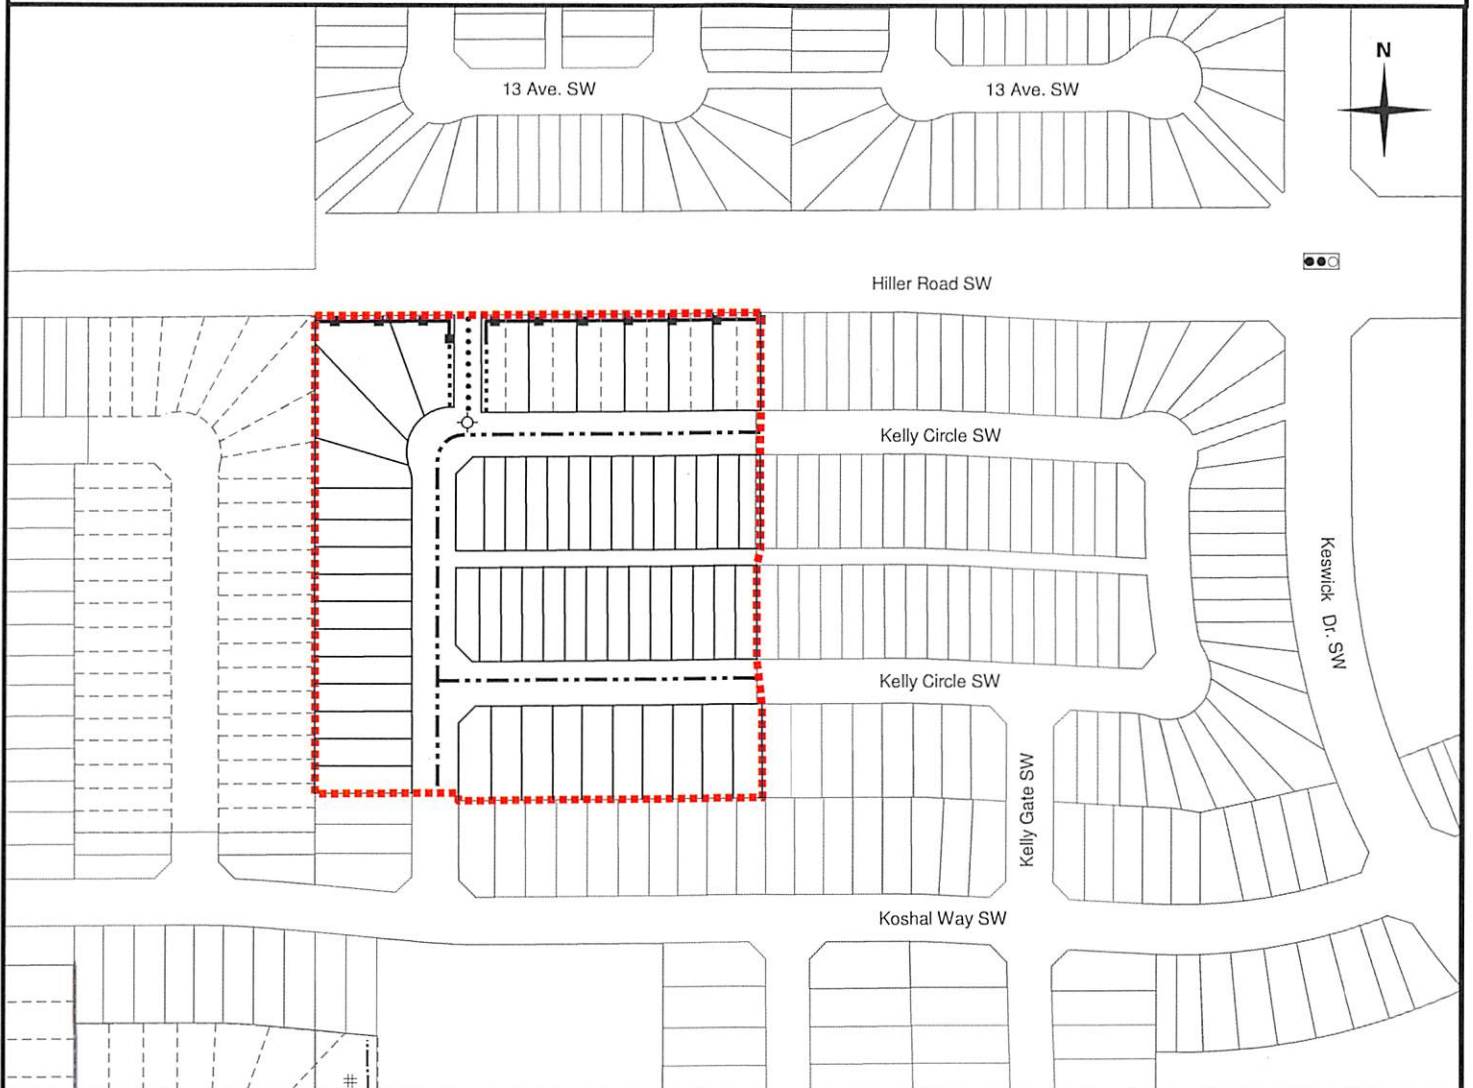 N
13 Ave. SW
13 Ave. SW
Hiller Road SW
Kelly Circle SW
Keswick Dr. SW
Kelly Circle SW
Kelly Gate SW
Koshal Way SW
#